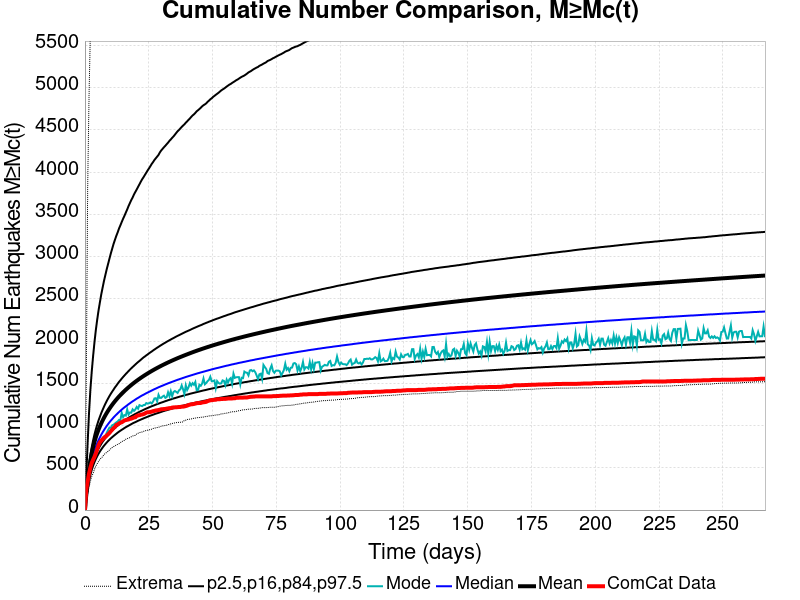 Cumulative Number Comparison, M≥Mc(t)
Cumulative Num Earthquakes M≥Mc(t)
5500
5000
4500
4000
3500
3000
2500
2000
1500
1000
500
0
0 25 50 75 100 125 150 175 200 225 250
Time (days)
Extrema p2.5,p16,p84,p97.5 Mode Median Mean ComCat Data